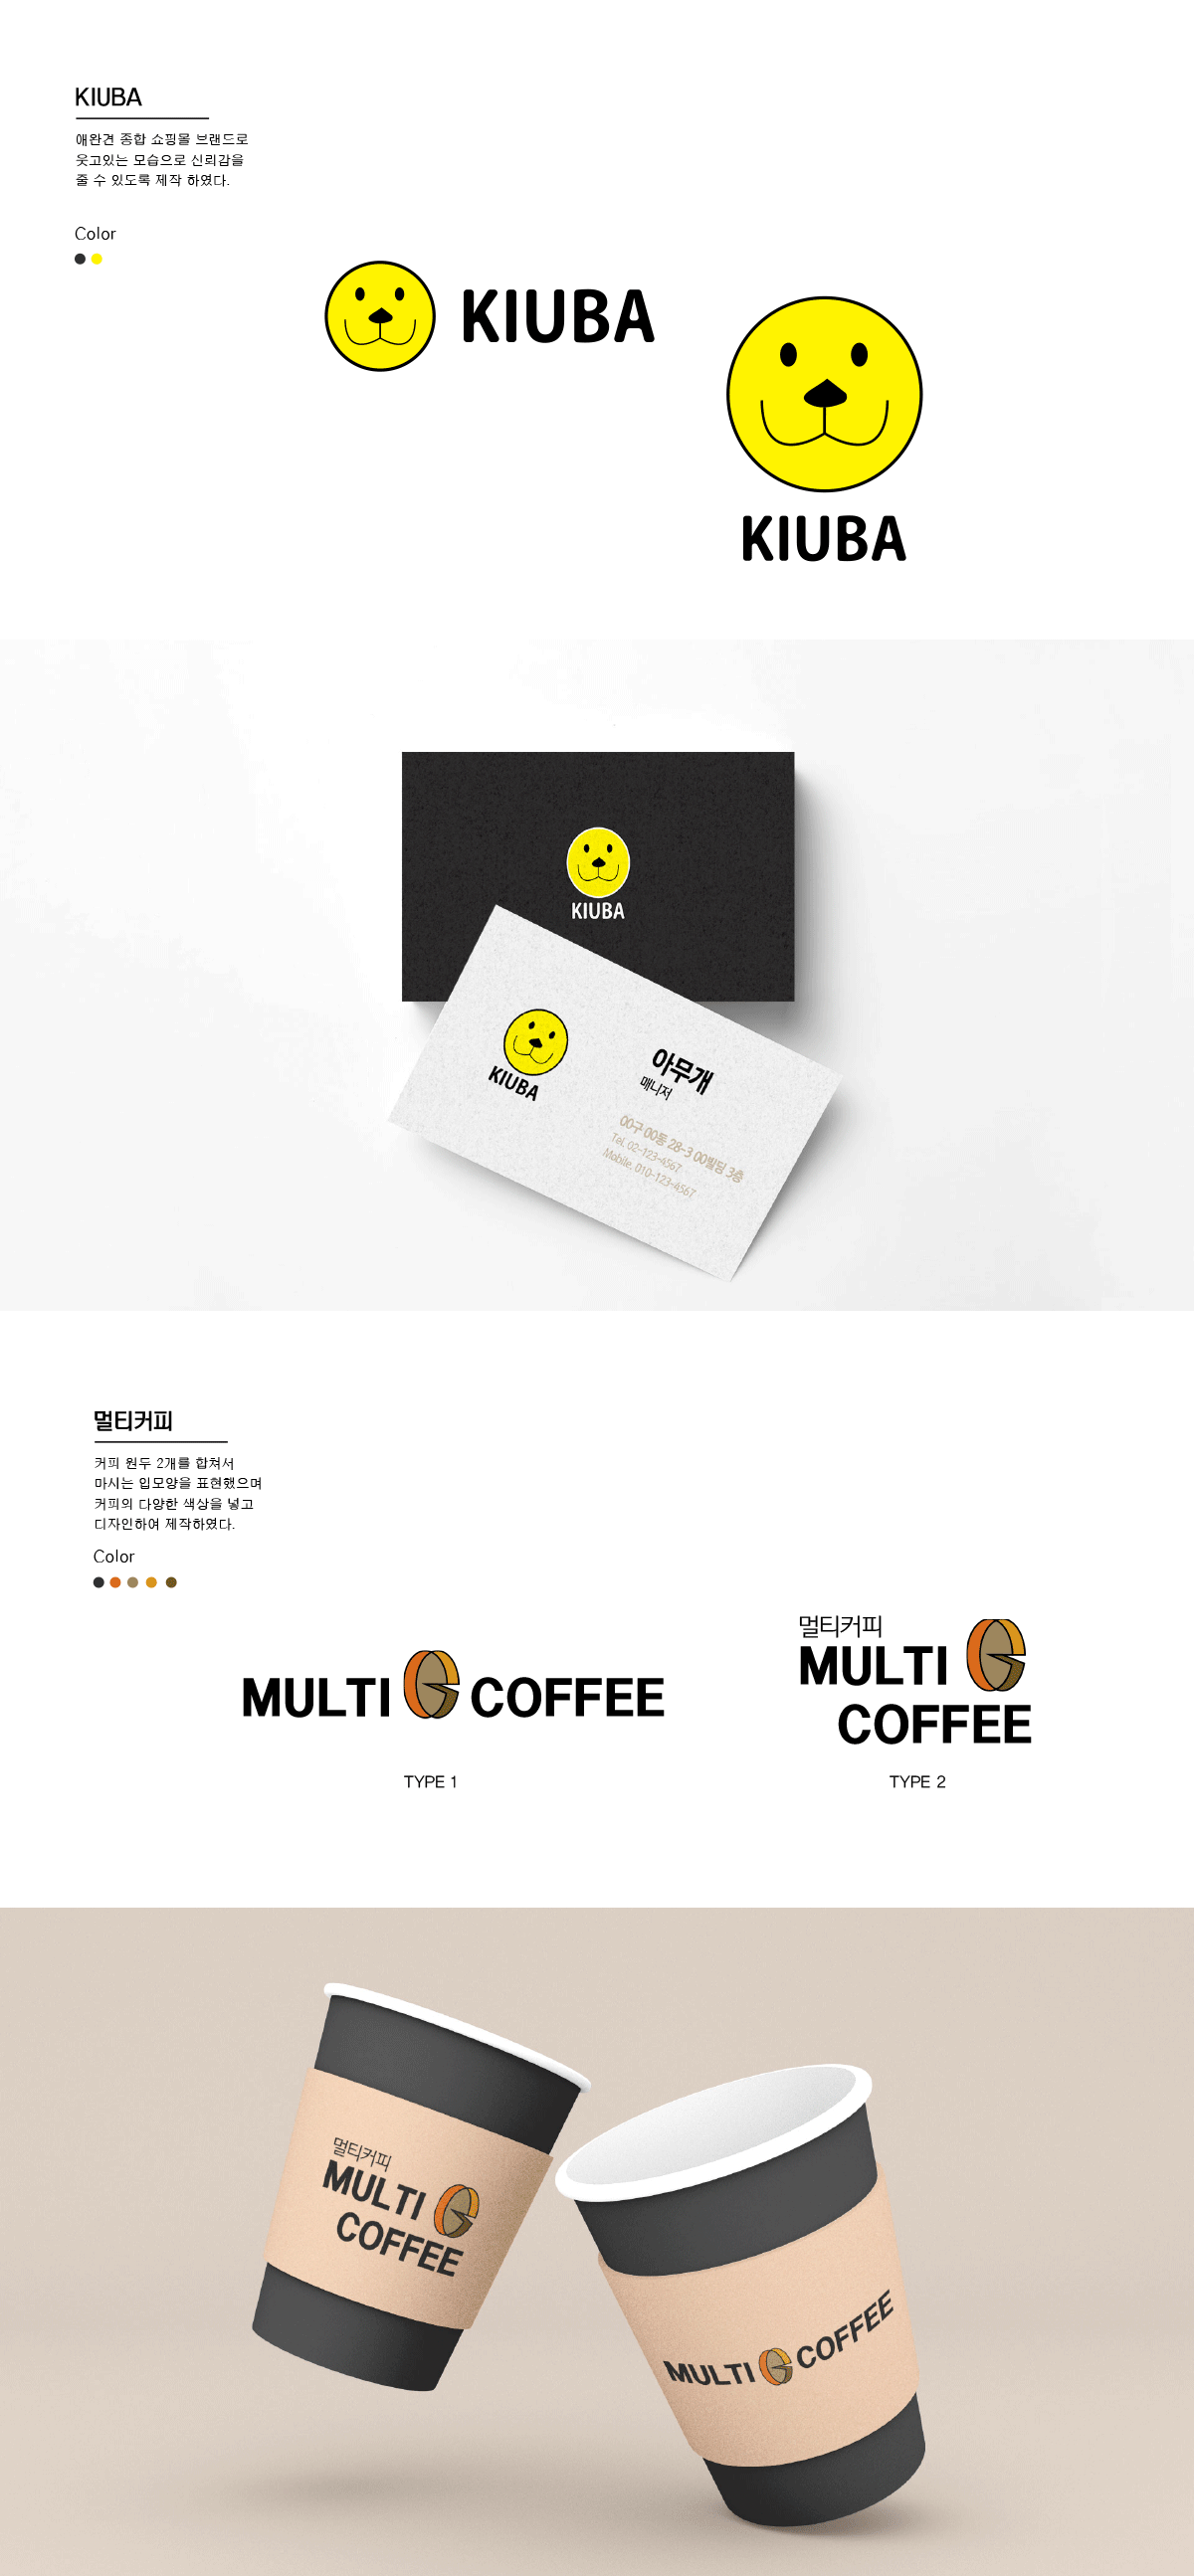 KIUBA
애완견 종합 쇼핑몰 브랜드로
웃고있는 모습으로 신뢰감을
줄 수 있도록 제작 하였다.
Color
KIUBA
KIUBA
KIUBA
KIUBA
아무개
매니저
00구 00동 28-3 00빌딩 3층
Tel. 02-123-4567
Mobile. 010-123-4567
멀티커피
커피 원두 2개를 합쳐서
마시는 입모양을 표현했으며
커피의 다양한 색상을 넣고
디자인하여 제작하였다.
Color
MULTI COFFEE
TYPE 1
멀티커피
MULTI
COFFEE
TYPE 2
멀티커피
MULTI
COFFEE
MULTI COFFEE